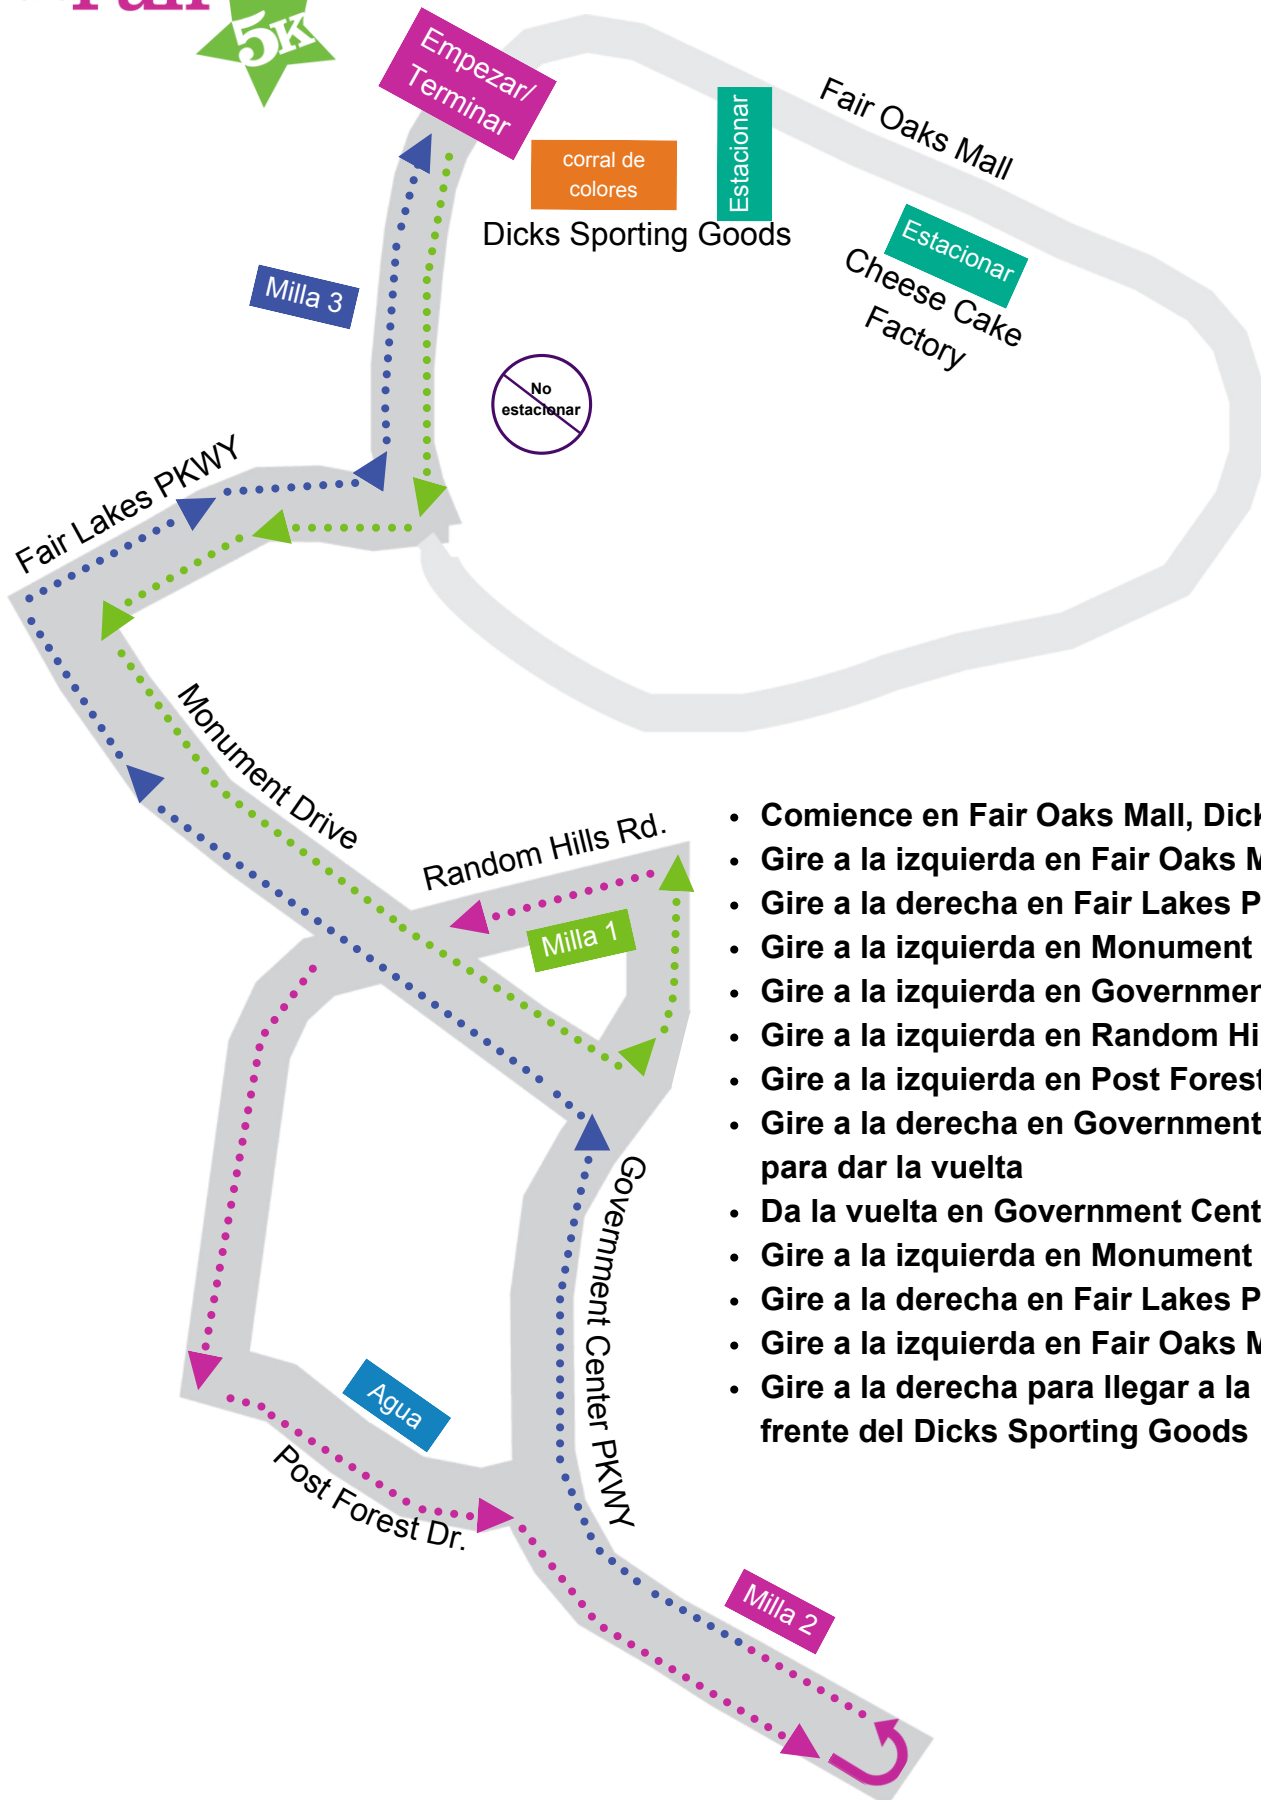 5K
Empezar/
Terminar
Fair Oaks Mall
corral de
colores
Estacionar
Dicks Sporting Goods
Estacionar
Cheese Cake
Factory
Milla 3
No
estacionar
Fair Lakes PKWY
Monument Drive
Random Hills Rd.
Milla 1
• Comience en Fair Oaks Mall,
• Gire a la izquierda en Fair Oaks
• Gire a la derecha en Fair Lakes
• Gire a la izquierda en Monument
• Gire a la izquierda en
• Gire a la izquierda en Random
• Gire a la izquierda en Post Forest
• Gire a la derecha en Government
para dar la vuelta
• Da la vuelta en Government
• Gire a la izquierda en Monument
• Gire a la derecha en Fair Lakes
• Gire a la izquierda en Fair Oaks
• Gire a la derecha para llegar a la
frente del Dicks Sporting Goods
Government Center PKWY
Agua
Post Forest Dr.
Milla 2